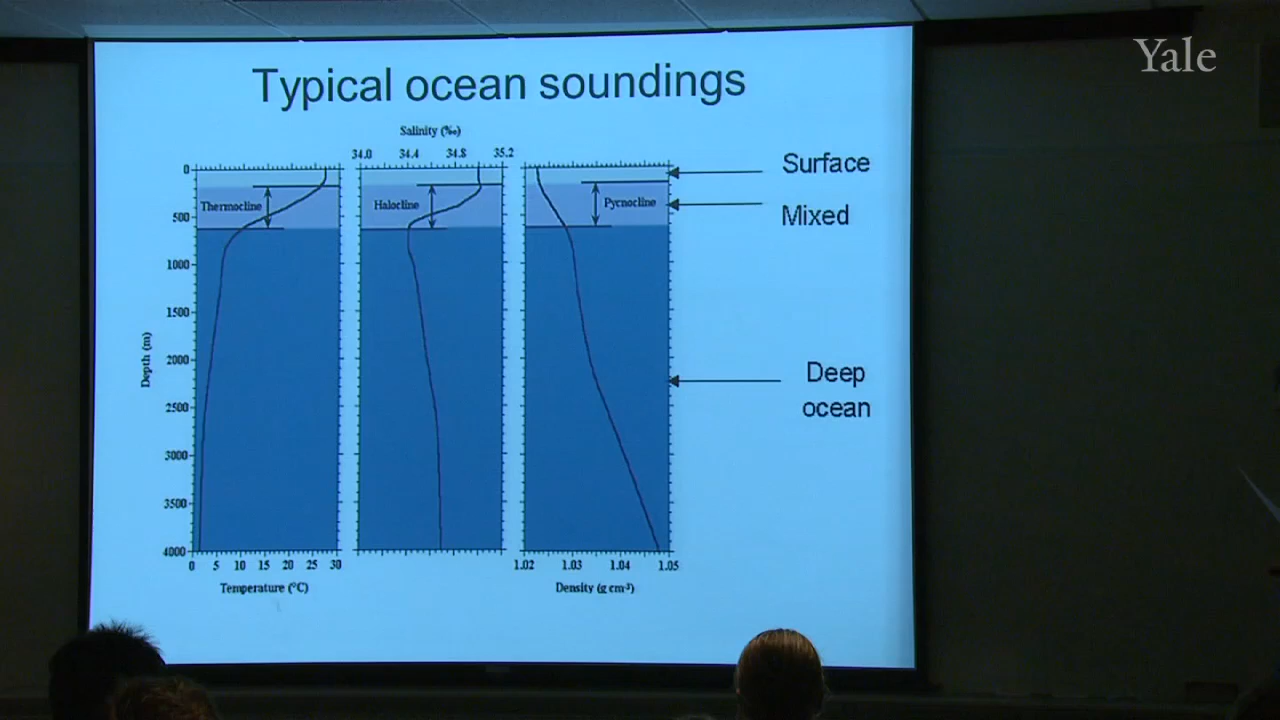 Yale
Typical ocean soundings
Salinity (‰)
34.0 34.4 34.8 35.2
0
500
1000
1500
2000
2500
3000
3500
4000
Depth (m)
Thermocline
Halocline
Pycnocline
Surface
Mixed
Deep
ocean
0 5 10 15 20 25 30
Temperature (°C)
1.02 1.03 1.04 1.05
Density (g cm⁻³)